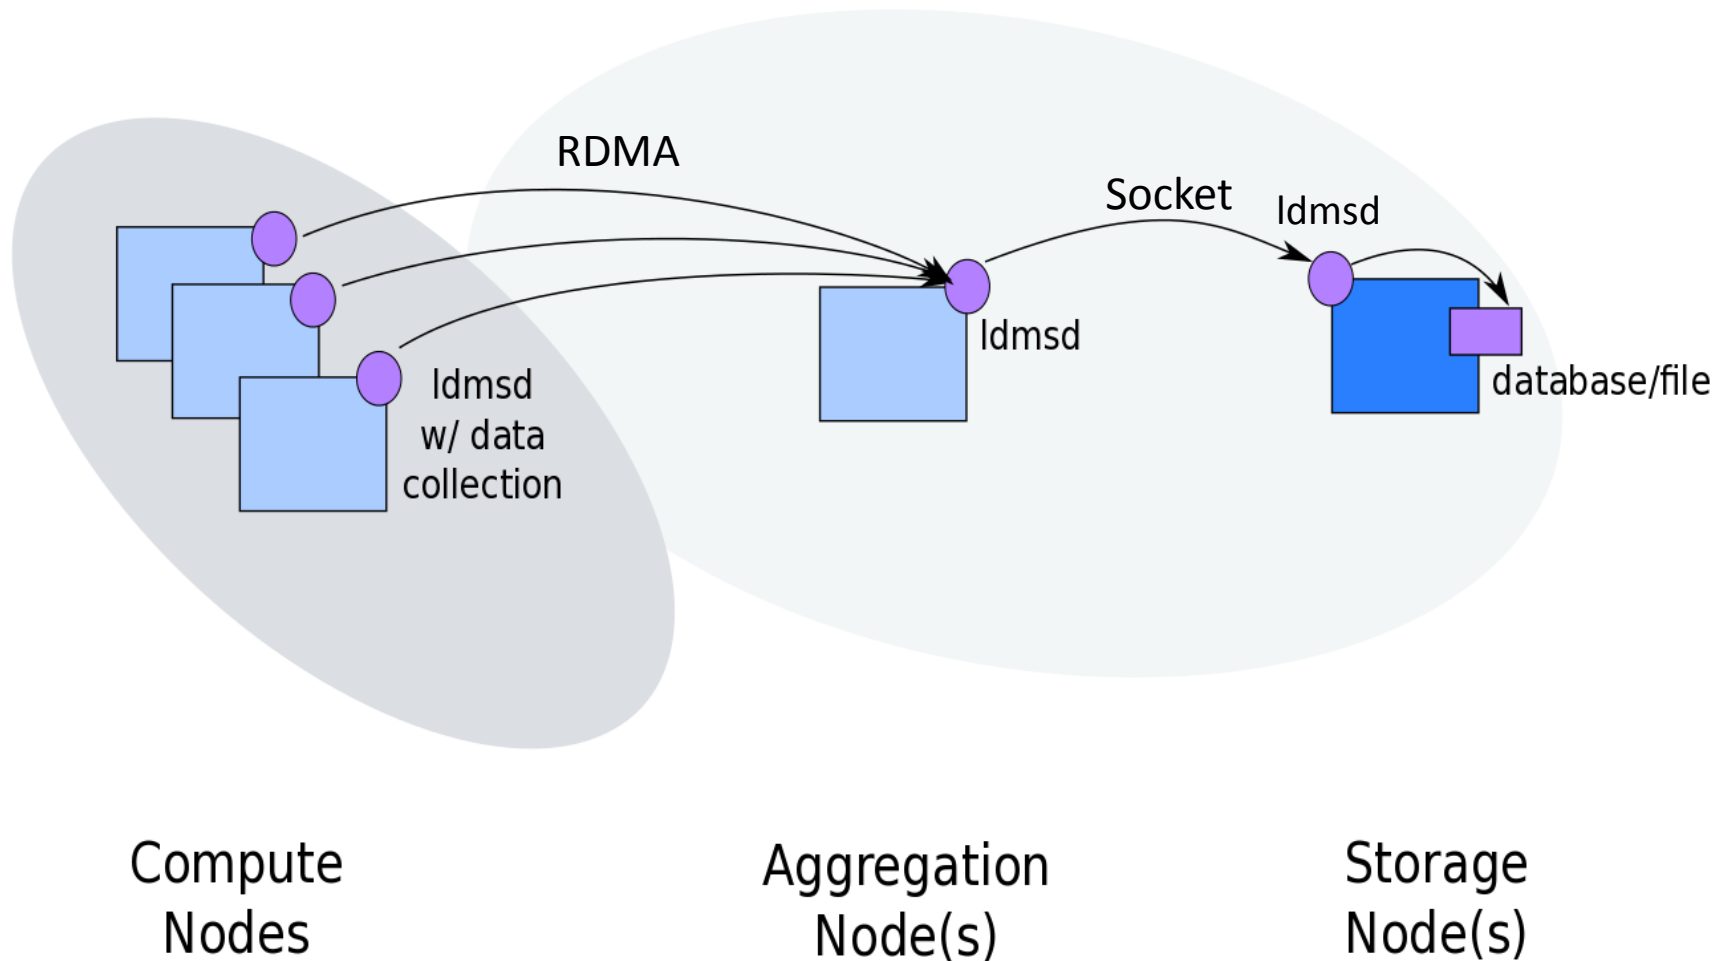 RDMA
Socket
ldmsd
ldmsd
database/file
ldmsd
w/ data
collection
Compute
Nodes
Aggregation
Node(s)
Storage
Node(s)